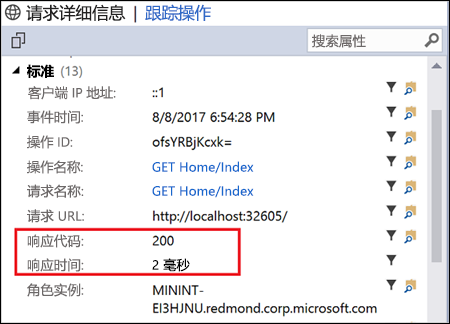 请求详细信息 | 跟踪操作
搜索属性
标准 (13)
客户端 IP 地址: ::1
事件时间: 8/8/2017 6:54:28 PM
操作 ID: ofsYRBjKcxk=
操作名称: GET Home/Index
请求名称: GET Home/Index
请求 URL: http://localhost:32605/
响应代码: 200
响应时间: 2 毫秒
角色实例: MININT-
EI3HJNU.redmond.corp.microsoft.com